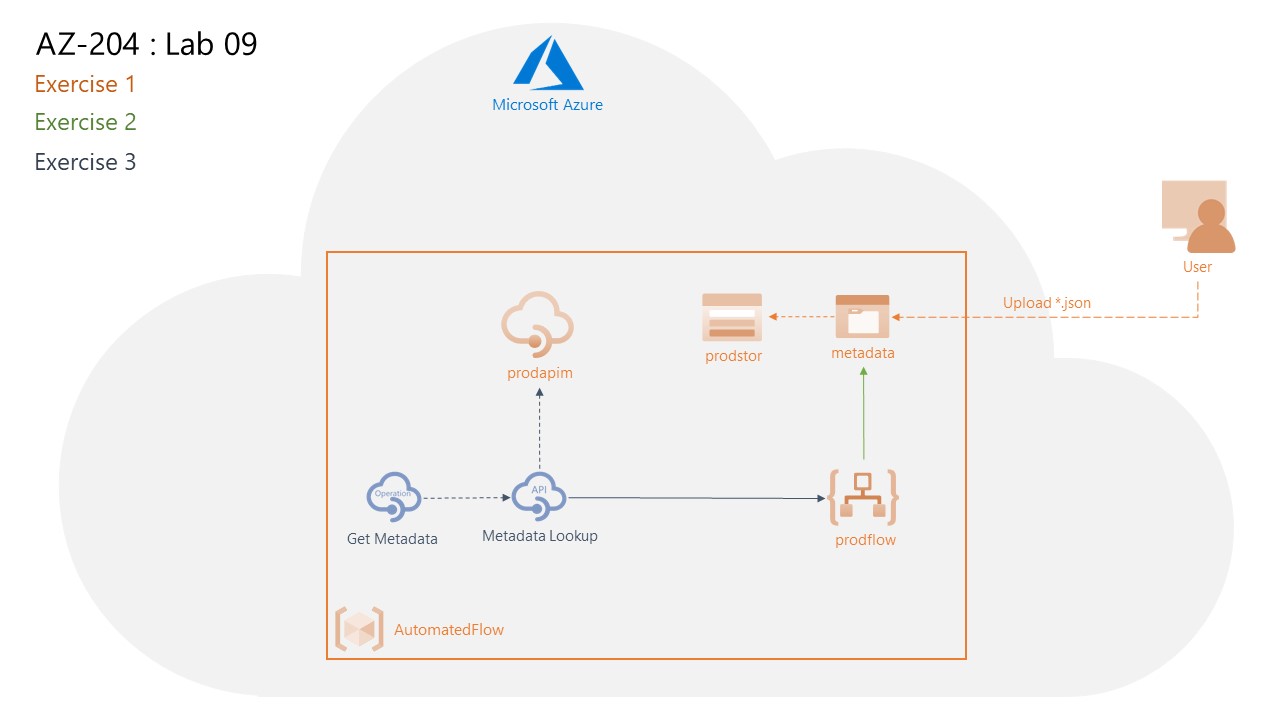 AZ-204 : Lab 09
Exercise 1
Exercise 2
Exercise 3
Microsoft Azure
User
Upload *.json
prodapim
prodstor
metadata
Operation
Get Metadata
API
Metadata Lookup
prodflow
AutomatedFlow